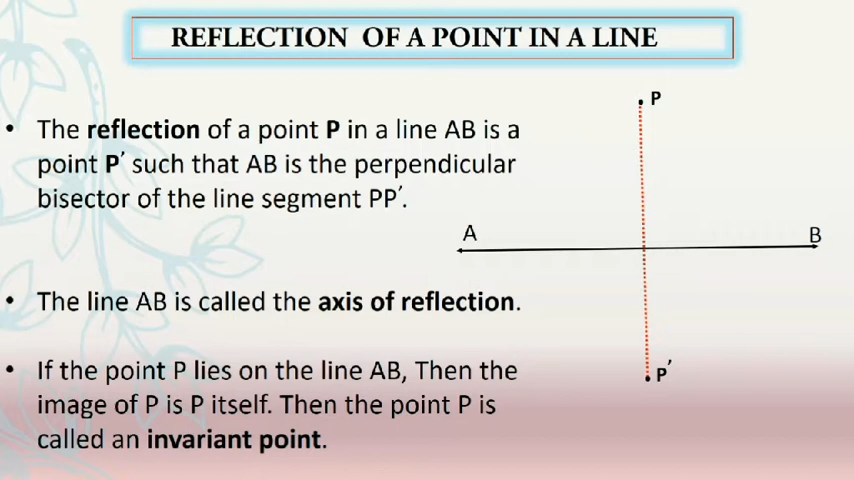 REFLECTION OF A POINT IN A LINE
• The reflection of a point P in a line AB is a
point P′ such that AB is the perpendicular
bisector of the line segment PP′.
• The line AB is called the axis of reflection.
• If the point P lies on the line AB, Then the
image of P is P itself. Then the point P is
called an invariant point.
P
A
B
P′